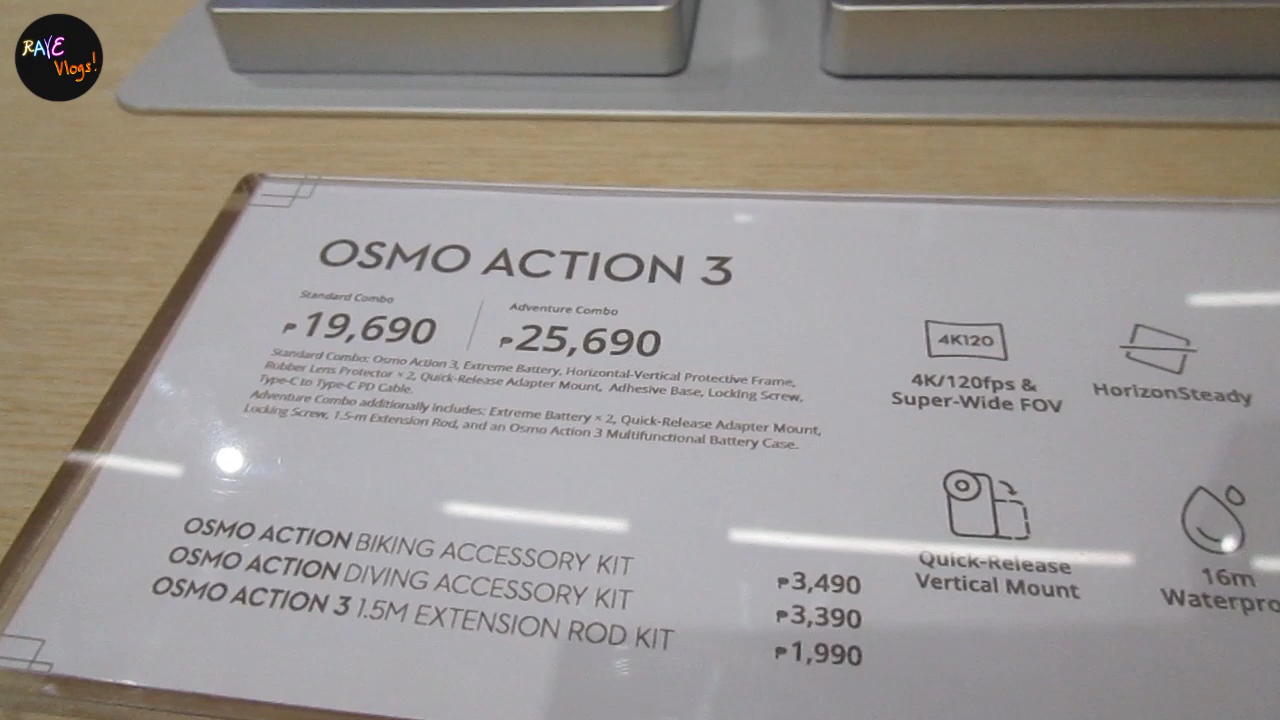 RAYE
Vlogs!
OSMO ACTION 3
Standard Combo
₱19,690
Adventure Combo
₱25,690
Standard Combo: Osmo Action 3, Extreme Battery, Horizontal-Vertical Protective Frame,
Rubber Lens Protector × 2, Quick-Release Adapter Mount, Adhesive Base, Locking Screw,
Type-C to Type-C PD Cable.
Adventure Combo additionally includes: Extreme Battery × 2, Quick-Release Adapter Mount,
Locking Screw, 1.5-m Extension Rod, and an Osmo Action 3 Multifunctional Battery Case.
4K120
4K/120fps &
Super-Wide FOV
HorizonSteady
Quick-Release
Vertical Mount
16m
Waterpro
OSMO ACTION BIKING ACCESSORY KIT ₱3,490
OSMO ACTION DIVING ACCESSORY KIT ₱3,390
OSMO ACTION 3 1.5M EXTENSION ROD KIT ₱1,990